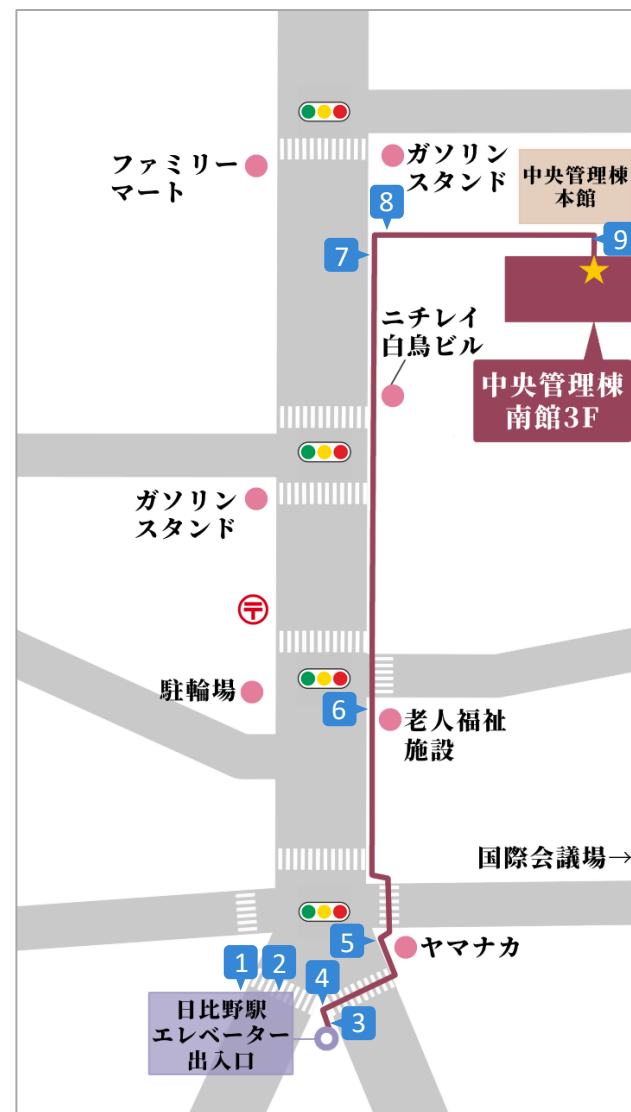 ファミリー
マート
ガソリン
スタンド
中央管理棟
本館
8
7
9
ニチレイ
白鳥ビル
中央管理棟
南館3F
ガソリン
スタンド
〒
駐輪場
6
老人福祉
施設
国際会議場→
5
ヤマナカ
1
2
4
3
日比野駅
エレベーター
出入口